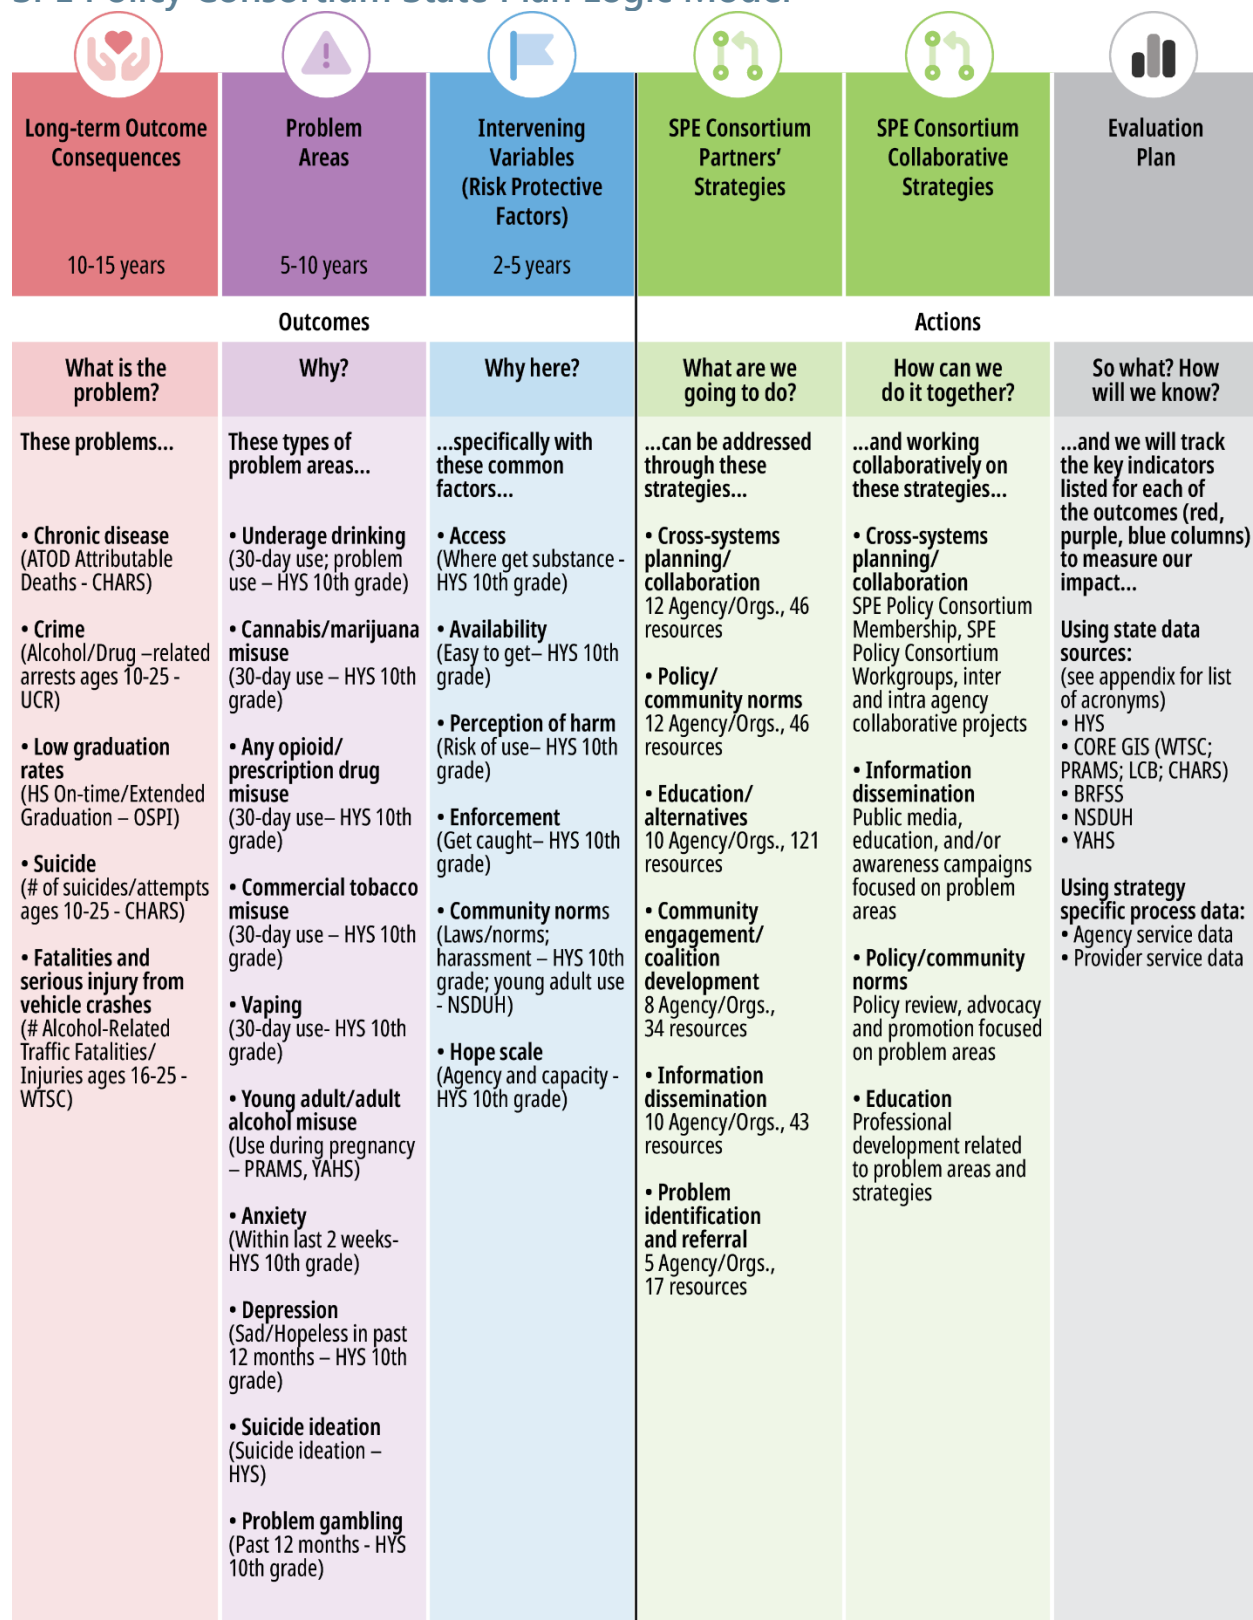 SPE Policy Consortium State Plan Logic model
Long-term Outcome
Consequences
10-15 years
Problem
Areas
5-10 years
Intervening
Variables
(Risk Protective
Factors)
2-5 years
SPE Consortium
Partners’
Strategies
SPE Consortium
Collaborative
Strategies
Evaluation
Plan
Outcomes
Actions
What is the
problem?
These problems...
• Chronic disease
(ATOD Attributable
Deaths - CHARS)
• Crime
(Alcohol/Drug –related
arrests ages 10-25 -
UCR)
• Low graduation
rates
(HS On-time/Extended
Graduation – OSPI)
• Suicide
(# of suicides/attempts
ages 10-25 - CHARS)
• Fatalities and
serious injury from
vehicle crashes
(# Alcohol-Related
Traffic Fatalities/
Injuries ages 16-25 -
WTSC)
Why?
These types of
problem areas...
• Underage drinking
(30-day use; problem
use – HYS 10th grade)
• Cannabis/marijuana
misuse
(30-day use – HYS 10th
grade)
• Any opioid/
prescription drug
misuse
(30-day use– HYS 10th
grade)
• Commercial tobacco
misuse
(30-day use – HYS 10th
grade)
• Vaping
(30-day use- HYS 10th
grade)
• Young adult/adult
alcohol misuse
(Use during pregnancy
– PRAMS, YAHS)
• Anxiety
(Within last 2 weeks-
HYS 10th grade)
• Depression
(Sad/Hopeless in past
12 months – HYS 10th
grade)
• Suicide ideation
(Suicide ideation –
HYS)
• Problem gambling
(Past 12 months - HYS
10th grade)
Why here?
...specifically with
these common
factors...
• Access
(Where get substance -
HYS 10th grade)
• Availability
(Easy to get– HYS 10th
grade)
• Perception of harm
(Risk of use– HYS 10th
grade)
• Enforcement
(Get caught– HYS 10th
grade)
• Community norms
(Laws/norms;
harassment – HYS 10th
grade; young adult use
- NSDUH)
• Hope scale
(Agency and capacity -
HYS 10th grade)
What are we
going to do?
...can be addressed
through these
strategies...
• Cross-systems
planning/
collaboration
12 Agency/Orgs., 46
resources
• Policy/
community norms
12 Agency/Orgs., 46
resources
• Education/
alternatives
10 Agency/Orgs., 121
resources
• Community
engagement/
coalition
development
8 Agency/Orgs.,
34 resources
• Information
dissemination
10 Agency/Orgs., 43
resources
• Problem
identification
and referral
5 Agency/Orgs.,
17 resources
How can we
do it together?
...and working
collaboratively on
these strategies...
• Cross-systems
planning/
collaboration
SPE Policy Consortium
Membership, SPE
Policy Consortium
Workgroups, inter
and intra agency
collaborative projects
• Information
dissemination
Public media,
education, and/or
awareness campaigns
focused on problem
areas
• Policy/community
norms
Policy review, advocacy
and promotion focused
on problem areas
• Education
Professional
development related
to problem areas and
strategies
So what? How
will we know?
...and we will track
the key indicators
listed for each of
the outcomes (red,
purple, blue columns)
to measure our
impact...
Using state data
sources:
(see appendix for list
of acronyms)
• HYS
• CORE GIS (WTSC;
PRAMS; LCB; CHARS)
• BRFSS
• NSDUH
• YAHS
Using strategy
specific process data:
• Agency service data
• Provider service data